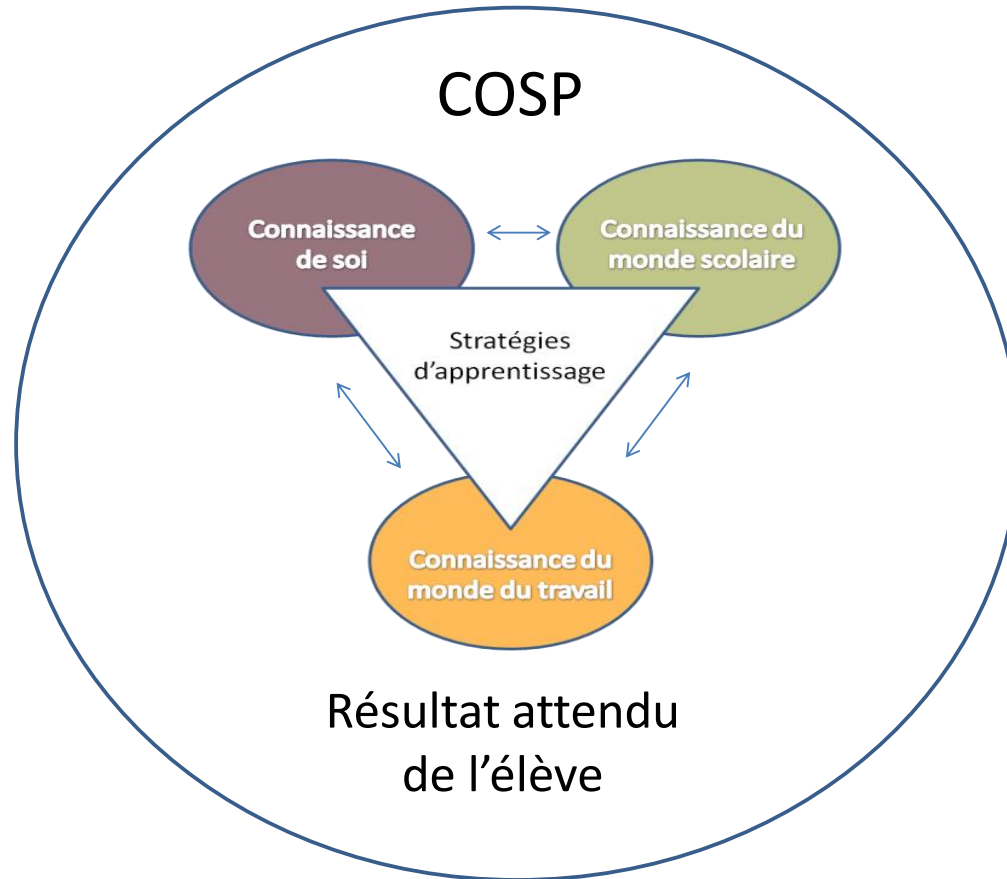 COSP
Connaissance
de soi
Connaissance du
monde scolaire
Stratégies
d’apprentissage
Connaissance du
monde du travail
Résultat attendu
de l’élève